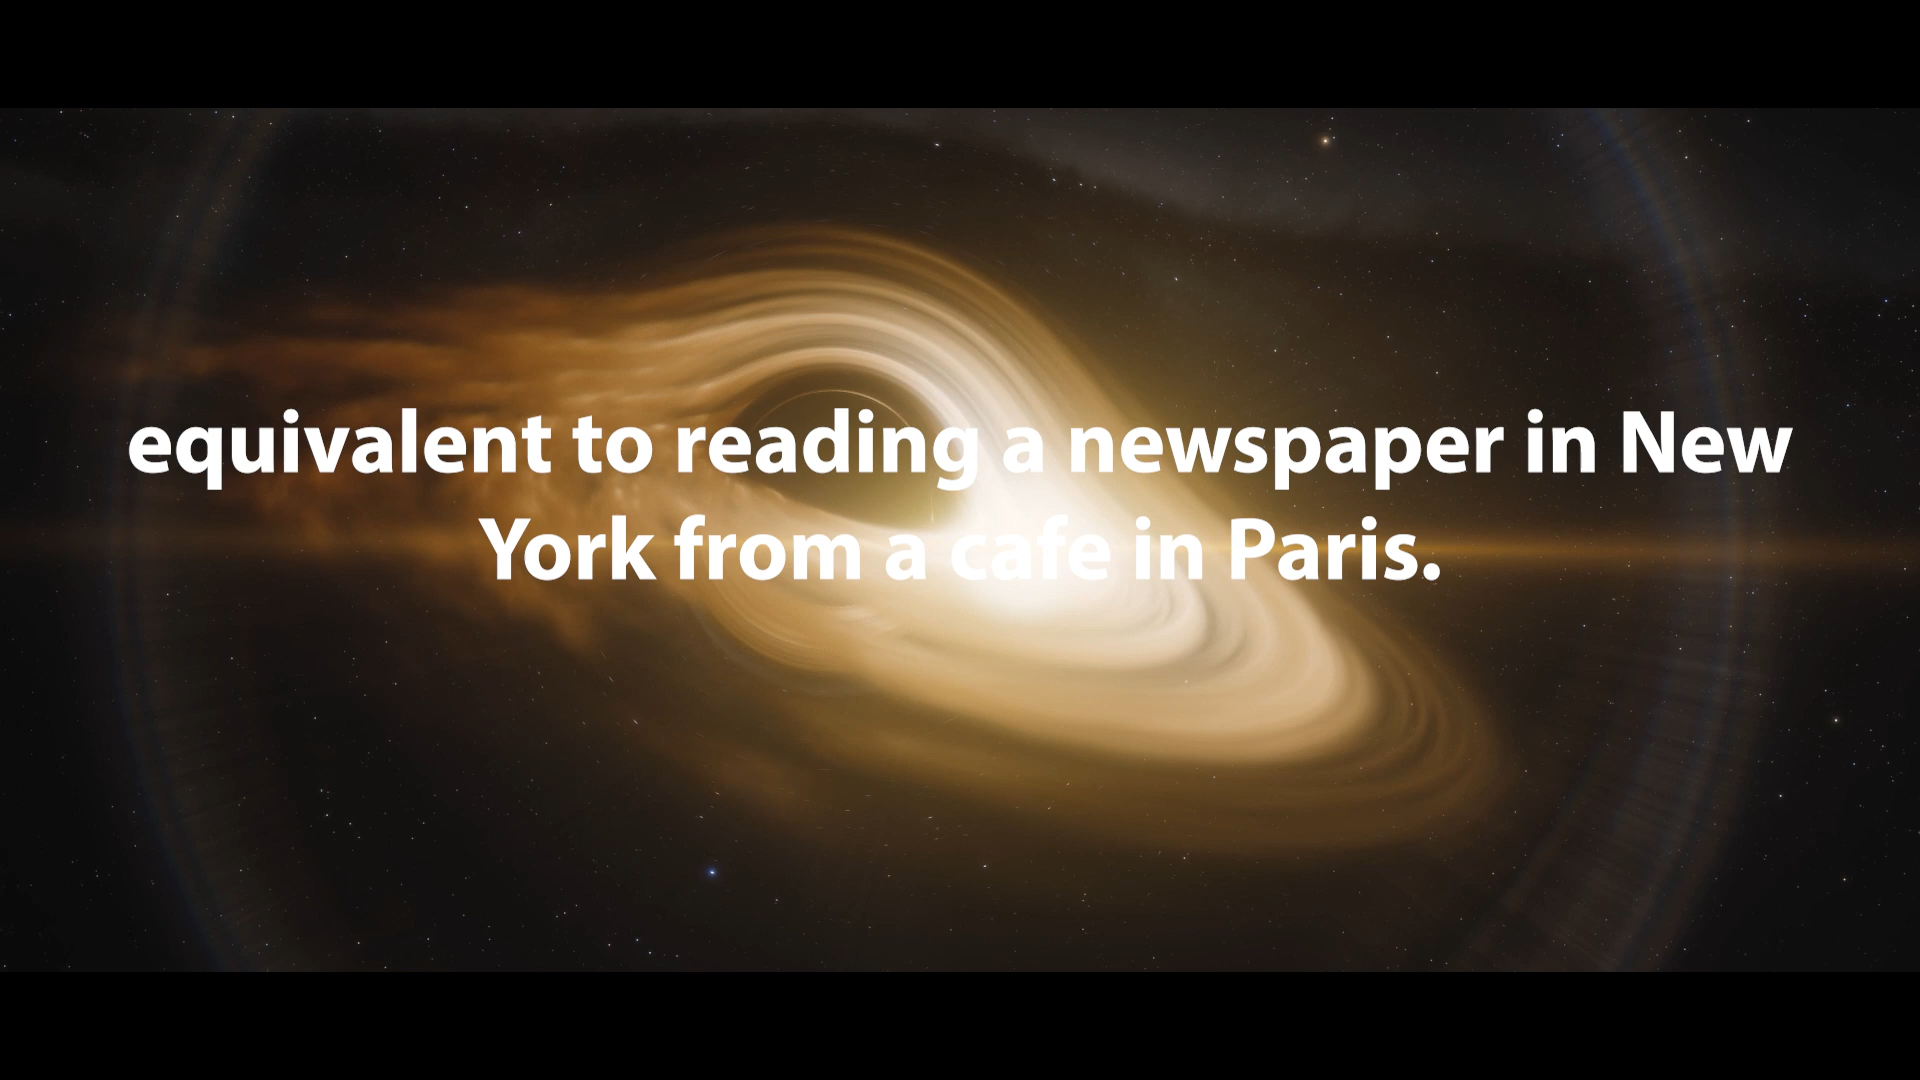 equivalent to reading a newspaper in New
York from a cafe in Paris.